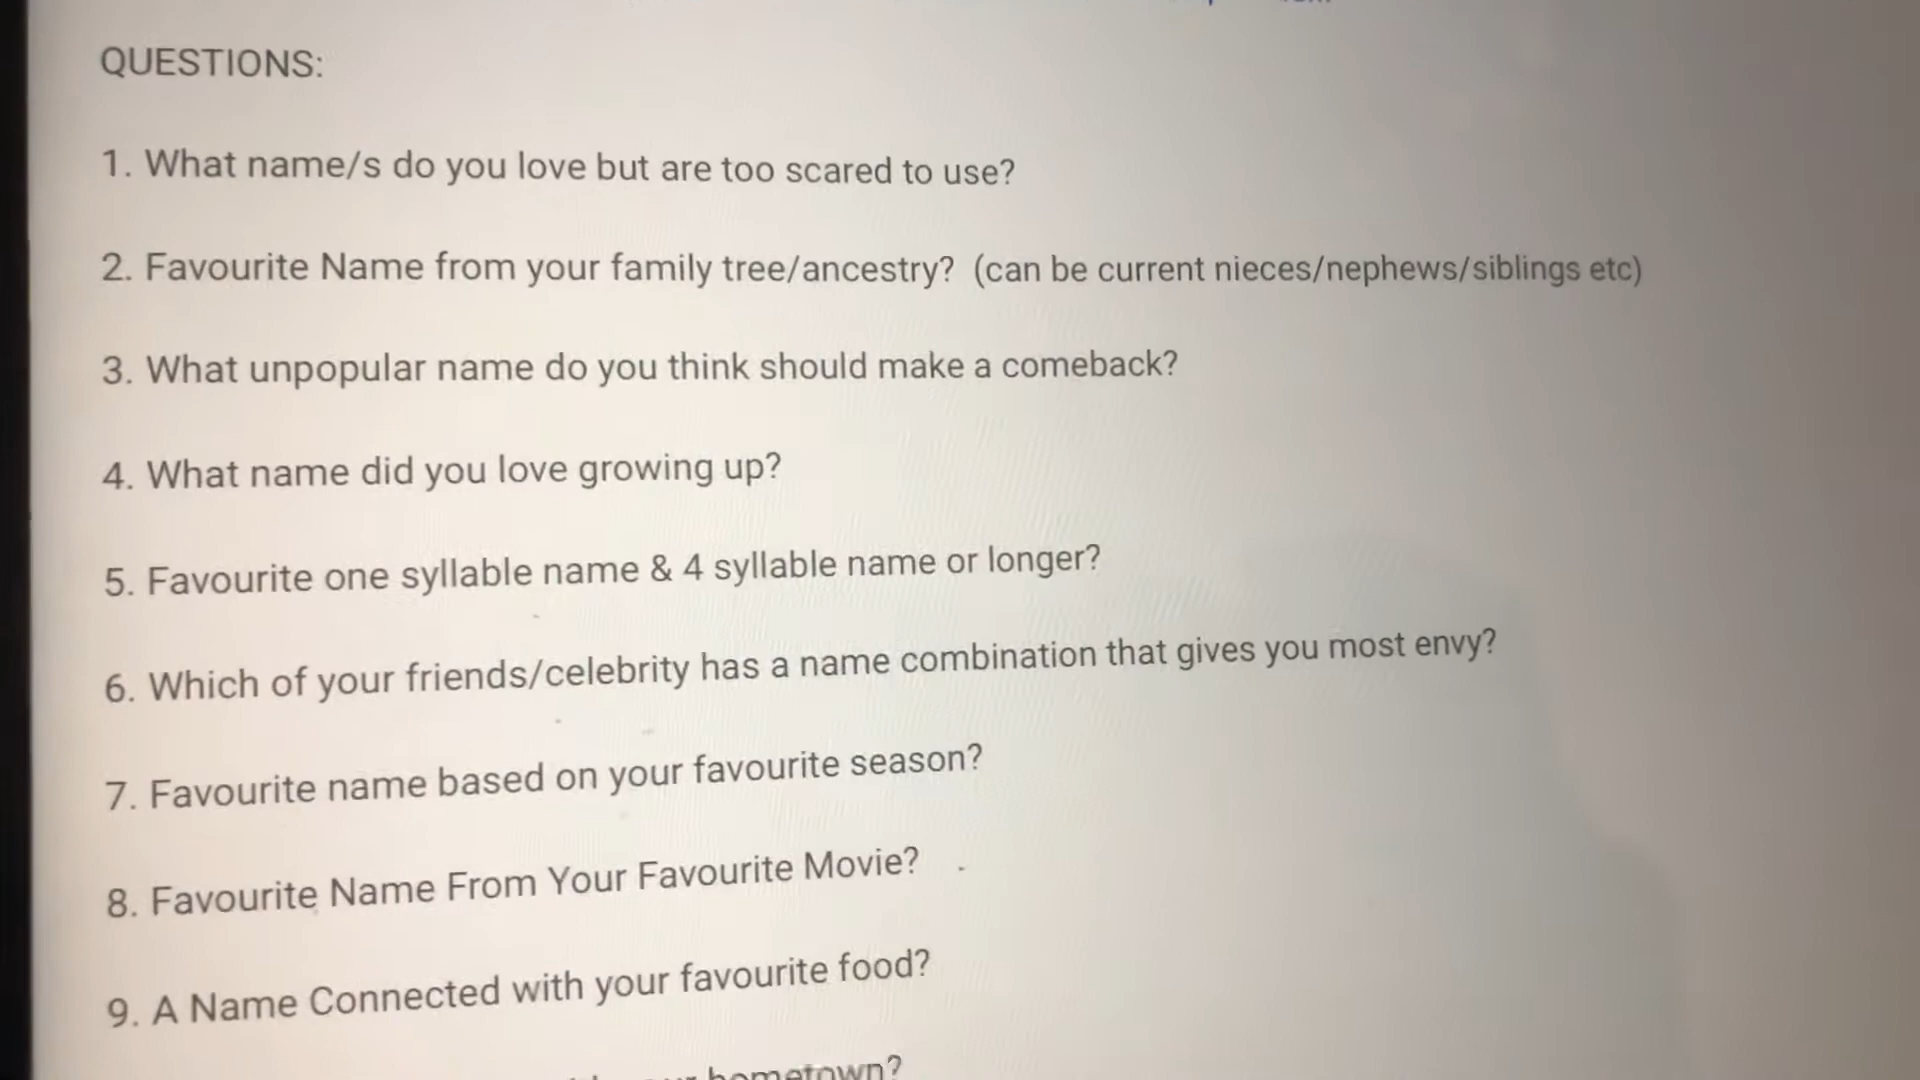 QUESTIONS:
1. What name/s do you love but are too scared to use?
2. Favourite Name from your family tree/ancestry? (can be current nieces/nephews/siblings etc)
3. What unpopular name do you think should make a comeback?
4. What name did you love growing up?
5. Favourite one syllable name & 4 syllable name or longer?
6. Which of your friends/celebrity has a name combination that gives you most envy?
7. Favourite name based on your favourite season?
8. Favourite Name From Your Favourite Movie?
9. A Name Connected with your favourite food?
hometown?